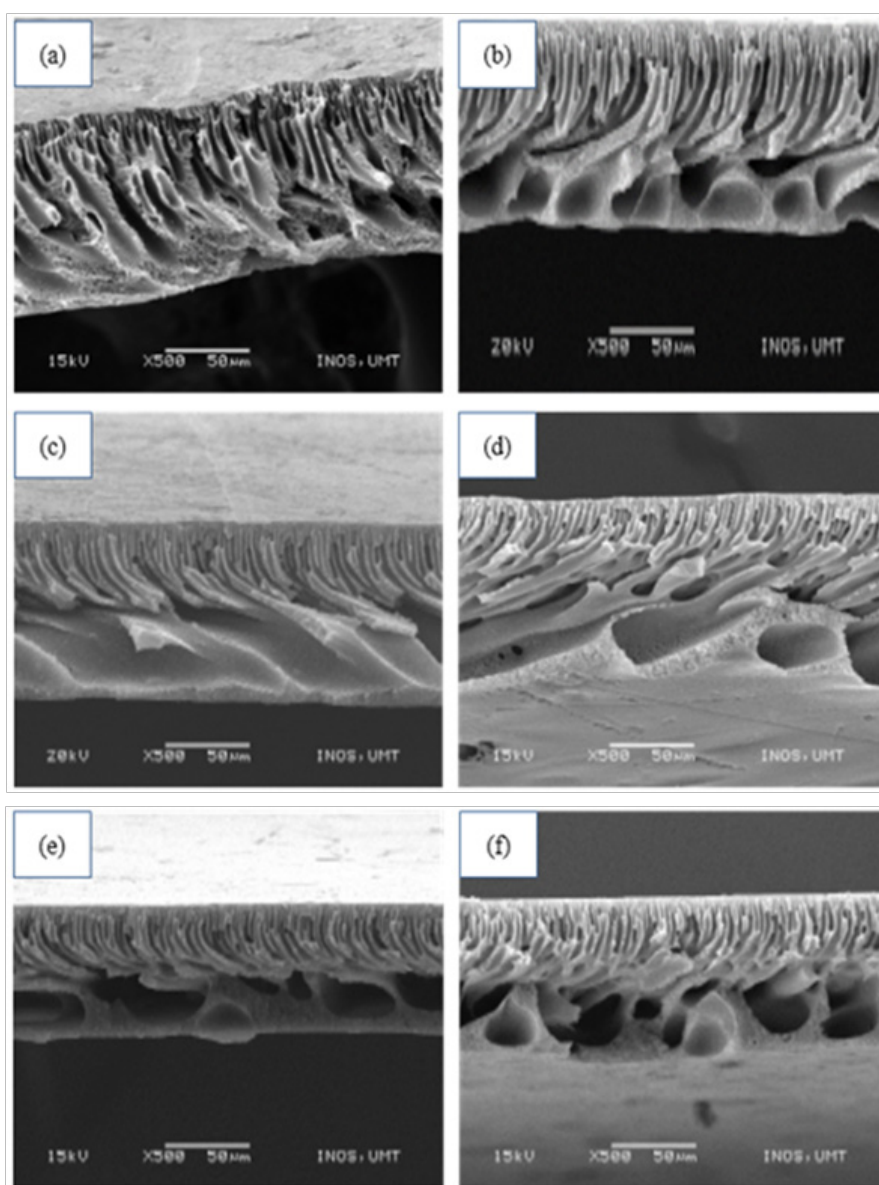 (a)
(b)
15kV X500 50μm INOS,UMT
20kV X500 50μm INOS,UMT
(c)
(d)
20kV X500 50μm INOS,UMT
15kV X500 50μm INOS,UMT
(e)
(f)
15kV X500 50μm INOS,UMT
15kV X500 50μm INOS,UMT